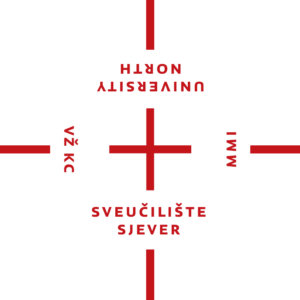 UNIVERSITY
NORTH
VŽ KC
MMI
SVEUČILIŠTE
SJEVER